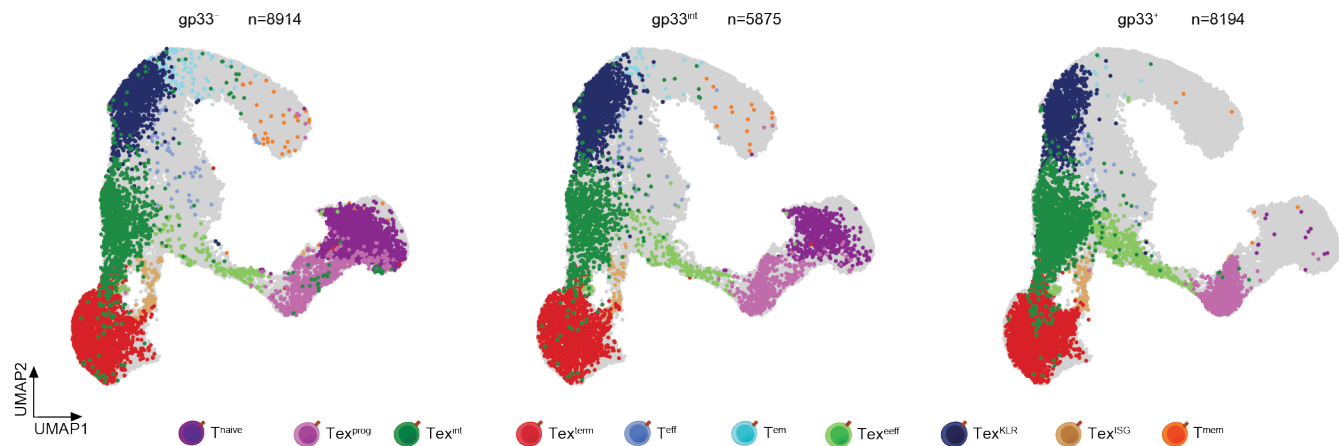 gp33⁻ n=8914
gp33ⁱⁿᵗ n=5875
gp33⁺ n=8194
UMAP2
UMAP1
Tⁿᵃⁱᵛᵉ
Texᵖʳᵒᵍ
Texⁱⁿᵗ
Texᵗᵉʳᵐ
Tᵉᶠᶠ
Tᵉᵐ
Texᵉᵉᶠᶠ
Texᴷᴸᴿ
Texᴵˢᴳ
Tᵐᵉᵐ